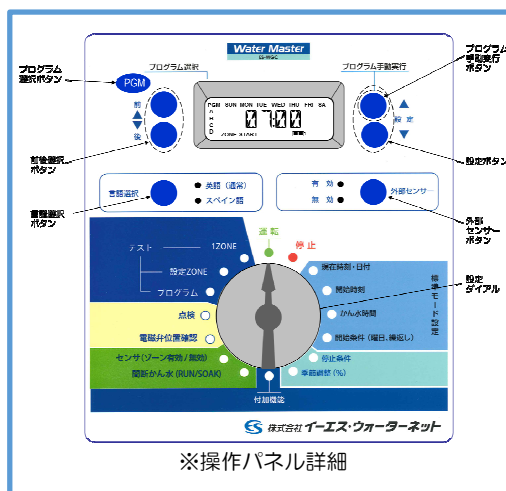 Water Master
プログラム選択
プログラム手動実行
プログラム
手動実行
ボタン
プログラム
選択ボタン
PGM
前
後
PGM SUN MON TUE WED THU FRI SA
A
B
C
D
07:00
ZONE START
設定
前後選択
ボタン
設定ボタン
言語選択
英語（通常）
スペイン語
有効
無効
外部センサー
言語選択
ボタン
外部
センサー
ボタン
運転
停止
テスト
1ZONE
設定ZONE
プログラム
現在時刻・日付
開始時刻
かん水時間
開始条件（曜日、繰返し）
標準モード設定
設定
ダイアル
点検
電磁弁位置確認
停止条件
季節調整（%）
センサ（ゾーン有効/無効）
間断かん水（RUN/SOAK）
付加機能
ES 株式会社 イーエス・ウォーターネット
※操作パネル詳細